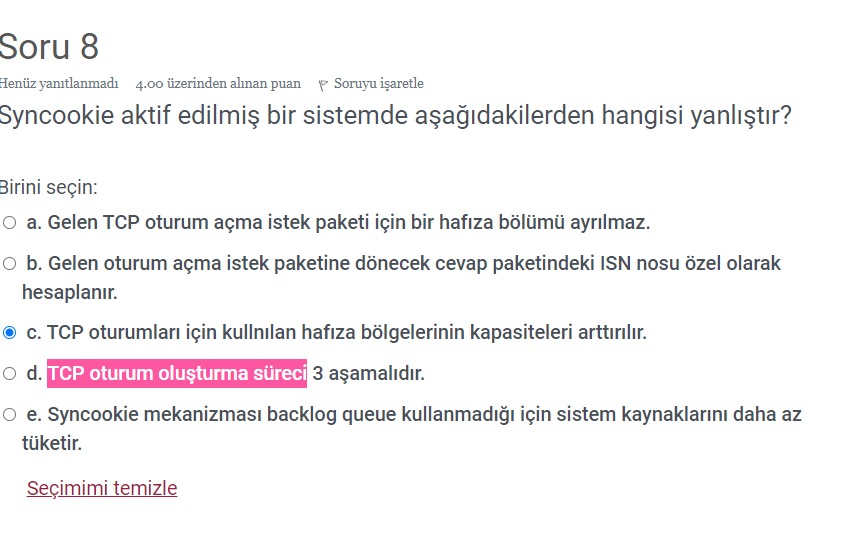 Soru 8
Henüz yanıtlanmadı 4.00 üzerinden alınan puan Soruyu işaretle
Syncookie aktif edilmiş bir sistemde aşağıdakilerden hangisi yanlıştır?
Birini seçin:
a. Gelen TCP oturum açma istek paketi için bir hafıza bölümü ayrılmaz.
b. Gelen oturum açma istek paketine dönecek cevap paketindeki ISN nosu özel olarak
hesaplanır.
c. TCP oturumları için kullnılan hafıza bölgelerinin kapasiteleri arttırılır.
d. TCP oturum oluşturma süreci 3 aşamalıdır.
e. Syncookie mekanizması backlog queue kullanmadığı için sistem kaynaklarını daha az
tüketir.
Seçimimi temizle